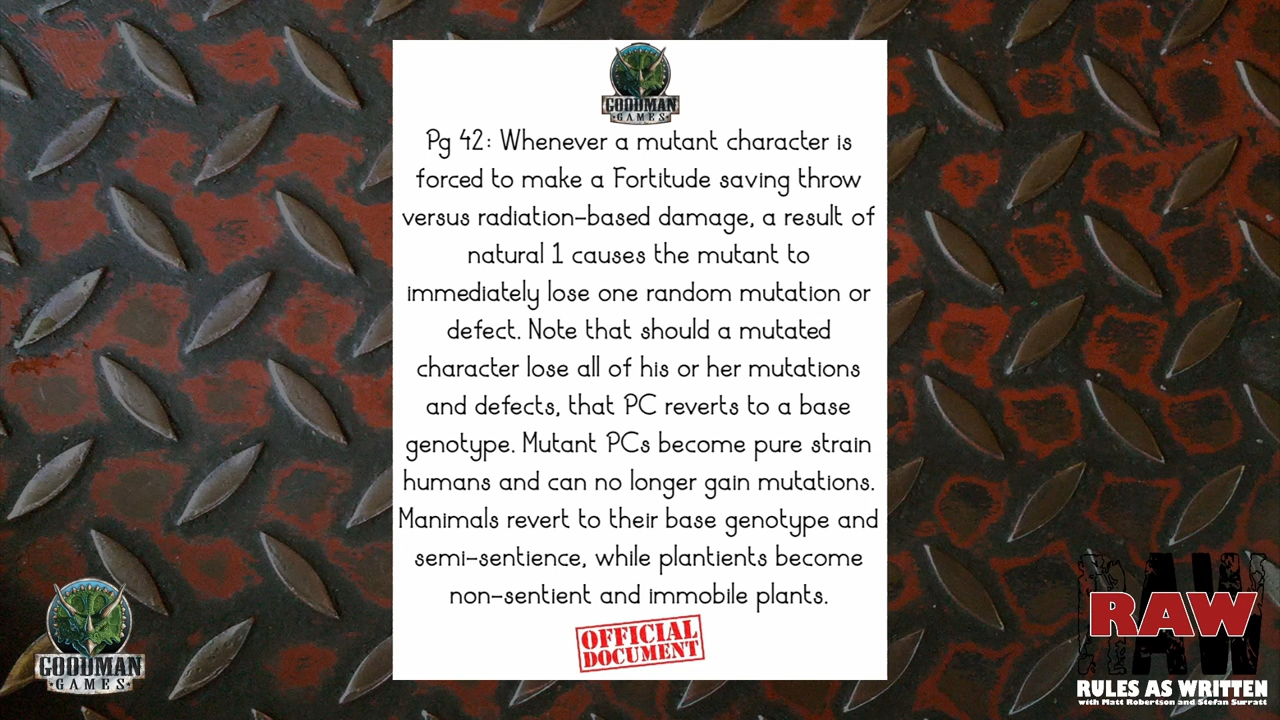 GOODMAN
GAMES
Pg 42: Whenever a mutant character is
forced to make a Fortitude saving throw
versus radiation-based damage, a result of
natural 1 causes the mutant to
immediately lose one random mutation or
defect. Note that should a mutated
character lose all of his or her mutations
and defects, that PC reverts to a base
genotype. Mutant PCs become pure strain
humans and can no longer gain mutations.
Manimals revert to their base genotype and
semi-sentience, while plantients become
non-sentient and immobile plants.
OFFICIAL
DOCUMENT
GOODMAN
GAMES
RAW
RAW
RULES AS WRITTEN
with Matt Robertson and Stefan Surratt